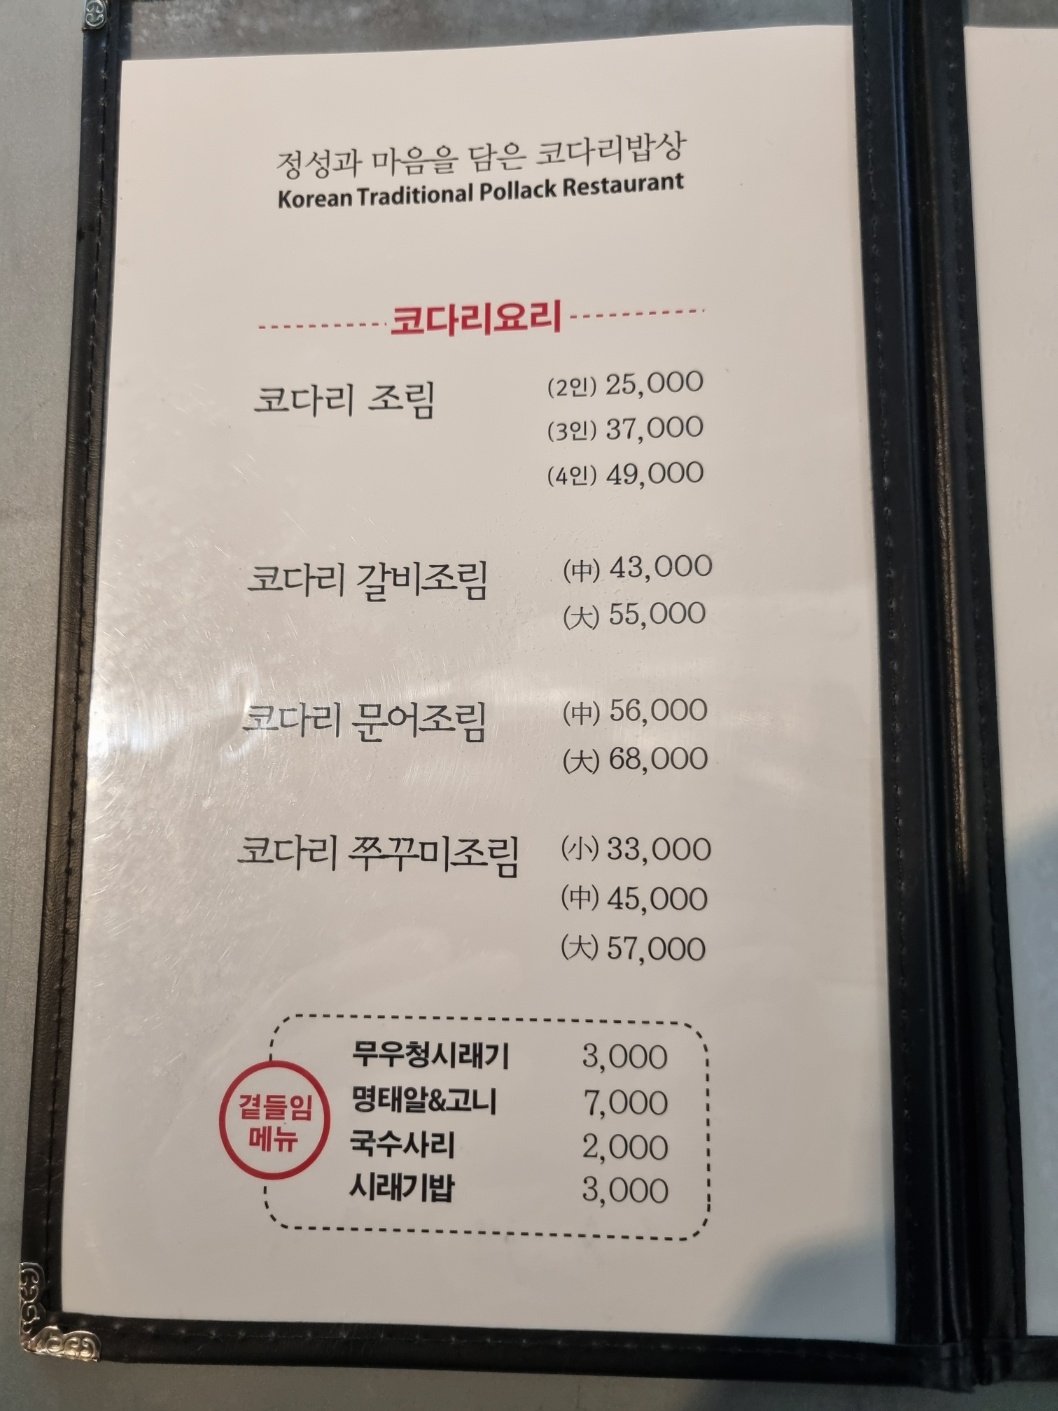 정성과 마음을 담은 코다리밥상
Korean Traditional Pollack Restaurant
코다리요리
코다리 조림 (2인) 25,000
(3인) 37,000
(4인) 49,000
코다리 갈비조림 (中) 43,000
(大) 55,000
코다리 문어조림 (中) 56,000
(大) 68,000
코다리 쭈꾸미조림 (小) 33,000
(中) 45,000
(大) 57,000
곁들임
메뉴
무우청시래기 3,000
명태알&고니 7,000
국수사리 2,000
시래기밥 3,000